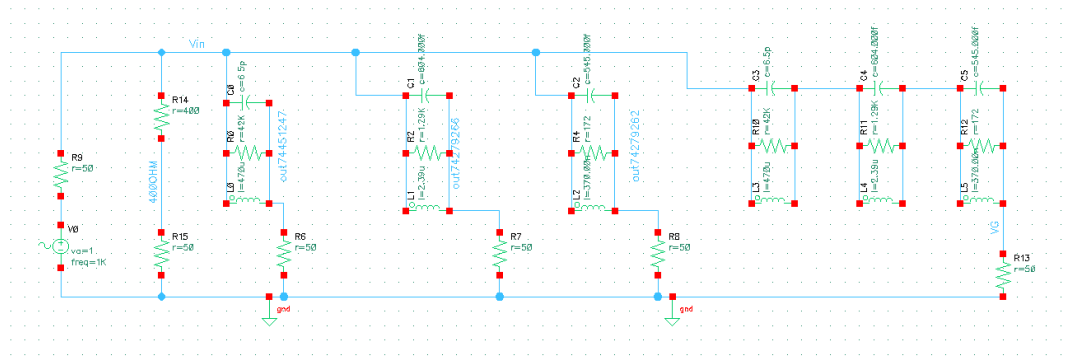 Vin
R9
r=50
V0
va=1
freq=1K
R14
r=400
400OHM
R15
r=50
C0
c=6.5p
R0
r=42K
L0
l=470u
out74451247
R6
r=50
C1
c=604.000f
R2
r=1.29K
L1
l=2.39u
out74279266
R7
r=50
C2
c=545.000f
R4
r=172
L2
l=370.00n
out74279262
R8
r=50
C3
c=6.5p
R10
r=42K
L3
l=470u
C4
c=604.000f
R11
r=1.29K
L4
l=2.39u
C5
c=545.000f
R12
r=172
L5
l=370.00n
VG
R13
r=50
gnd
gnd